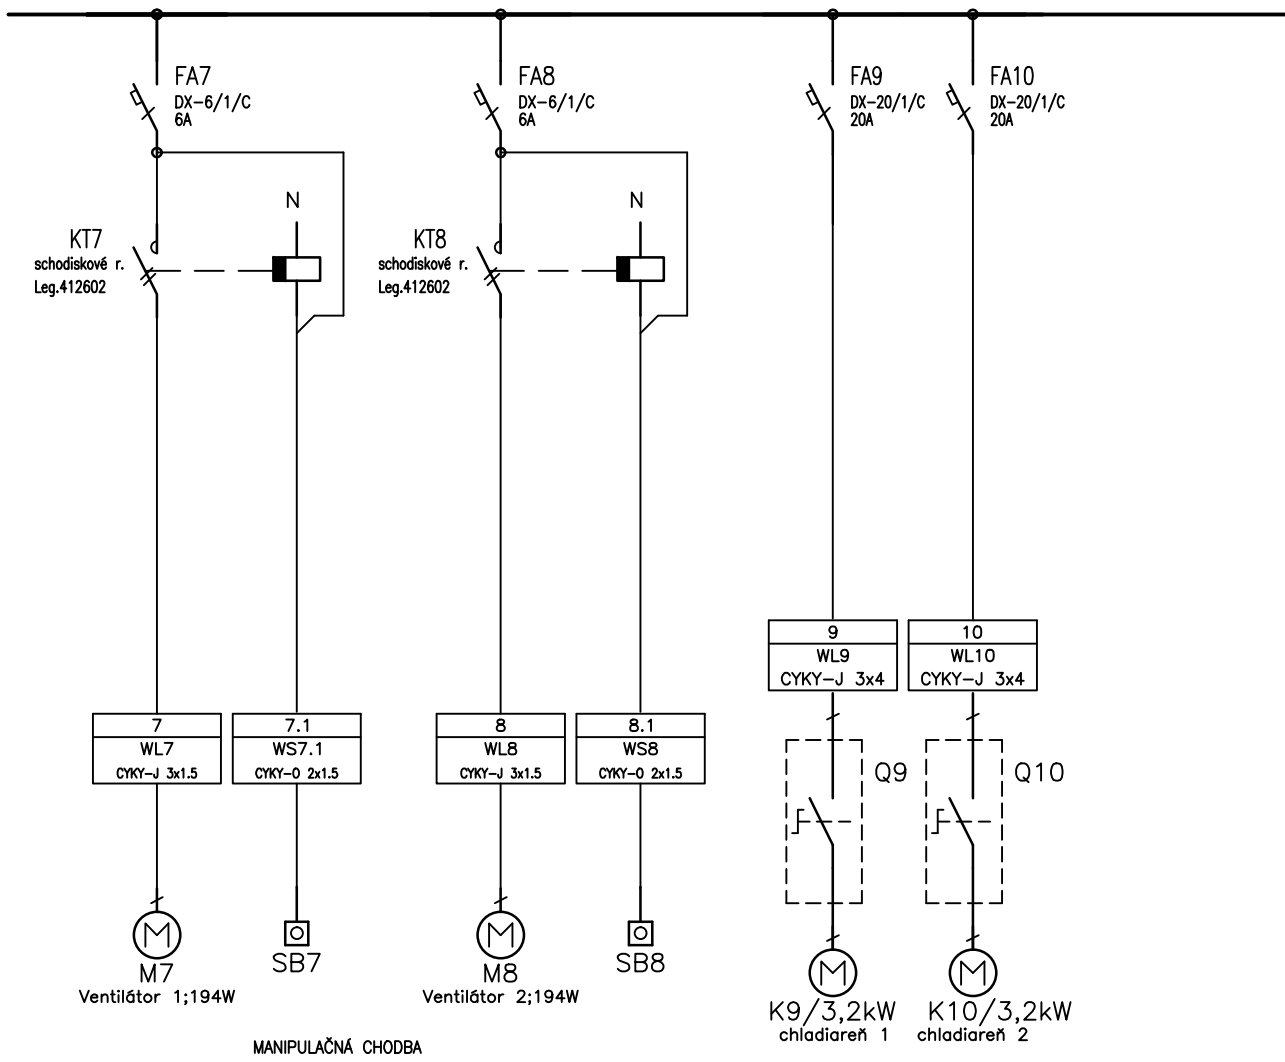 FA7
DX-6/1/C
6A
FA8
DX-6/1/C
6A
FA9
DX-20/1/C
20A
FA10
DX-20/1/C
20A
N
KT7
schodiskové r.
Leg.412602
N
KT8
schodiskové r.
Leg.412602
9
WL9
CYKY-J 3x4
10
WL10
CYKY-J 3x4
7
WL7
CYKY-J 3x1.5
7.1
WS7.1
CYKY-O 2x1.5
8
WL8
CYKY-J 3x1.5
8.1
WS8
CYKY-O 2x1.5
Q9
Q10
M
M7
Ventilátor 1;194W
SB7
M
M8
Ventilátor 2;194W
SB8
M
K9/3,2kW
chladiareň 1
M
K10/3,2kW
chladiareň 2
MANIPULAČNÁ CHODBA